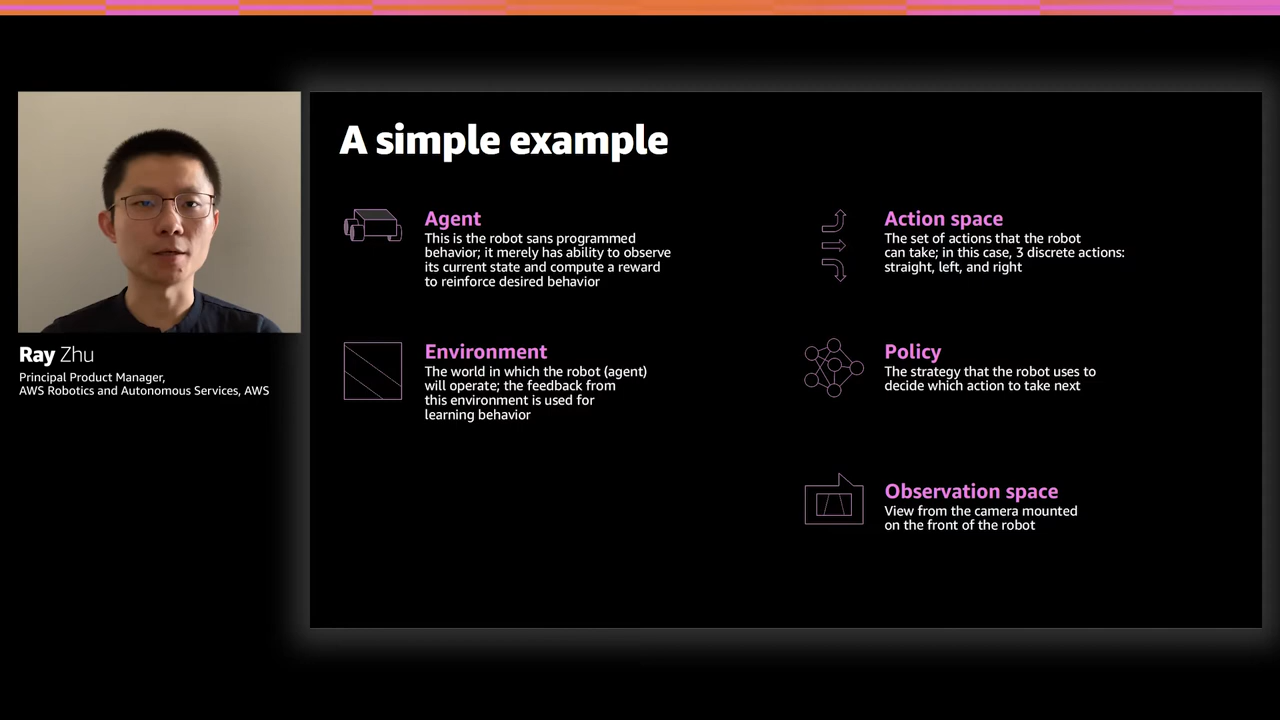 Ray Zhu
Principal Product Manager,
AWS Robotics and Autonomous Services, AWS
A simple example
Agent
This is the robot sans programmed
behavior; it merely has ability to observe
its current state and compute a reward
to reinforce desired behavior
Environment
The world in which the robot (agent)
will operate; the feedback from
this environment is used for
learning behavior
Action space
The set of actions that the robot
can take; in this case, 3 discrete actions:
straight, left, and right
Policy
The strategy that the robot uses to
decide which action to take next
Observation space
View from the camera mounted
on the front of the robot